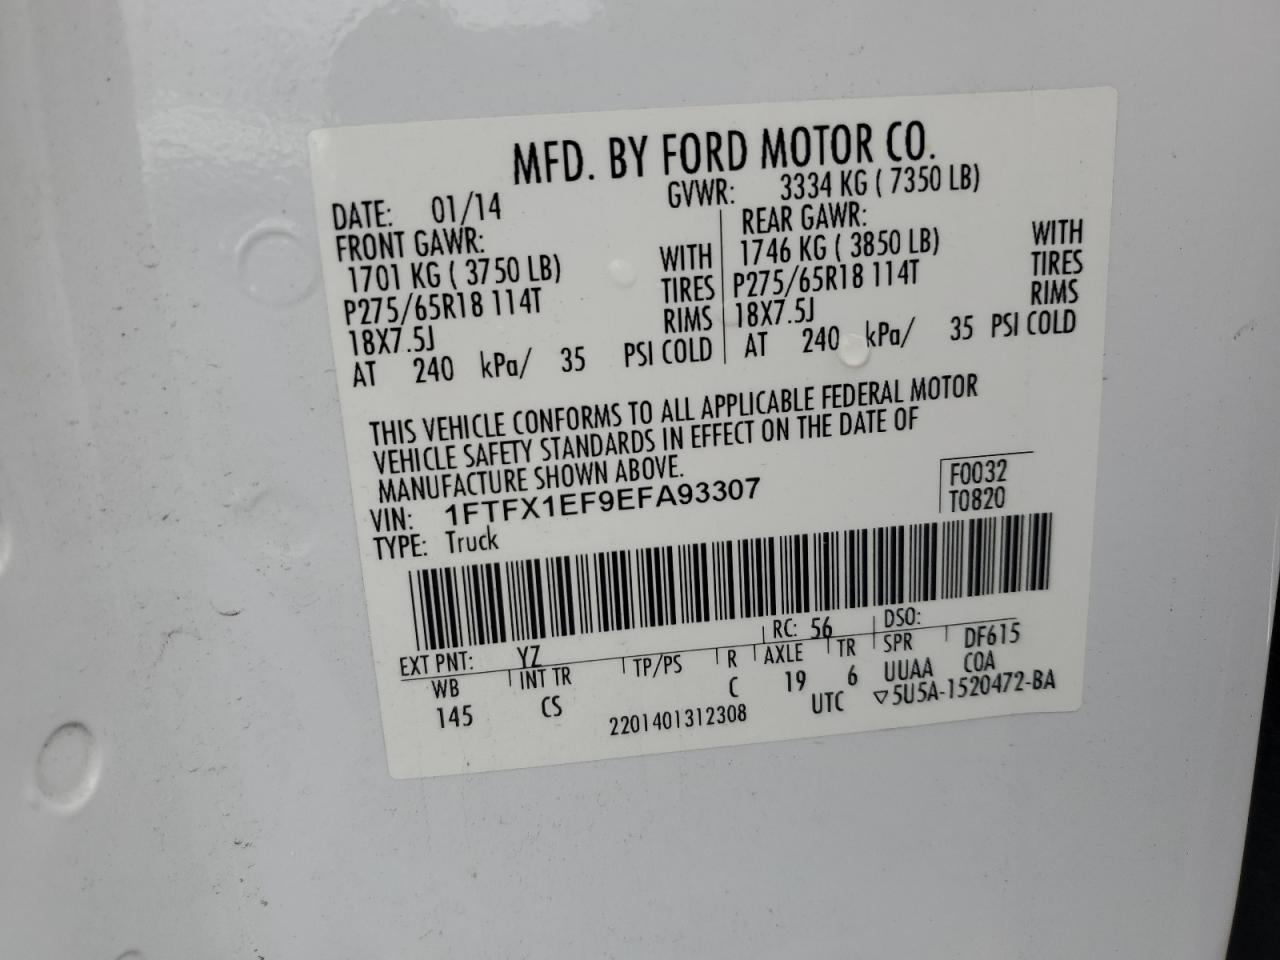 MFD. BY FORD MOTOR CO.
DATE: 01/14 GVWR: 3334 KG ( 7350 LB)
FRONT GAWR: REAR GAWR:
1701 KG ( 3750 LB) WITH 1746 KG ( 3850 LB) WITH
P275/65R18 114T TIRES P275/65R18 114T TIRES
18X7.5J RIMS 18X7.5J RIMS
AT 240 kPa/ 35 PSI COLD AT 240 kPa/ 35 PSI COLD
THIS VEHICLE CONFORMS TO ALL APPLICABLE FEDERAL MOTOR
VEHICLE SAFETY STANDARDS IN EFFECT ON THE DATE OF
MANUFACTURE SHOWN ABOVE.
VIN: 1FTFX1EF9EFA93307 F0032
TYPE: Truck T0820
EXT PNT: YZ RC: 56 DSO:
WB INT TR TP/PS R AXLE TR SPR DF615
145 CS C 19 6 UUAA COA
2201401312308 UTC ▽5U5A-1520472-BA